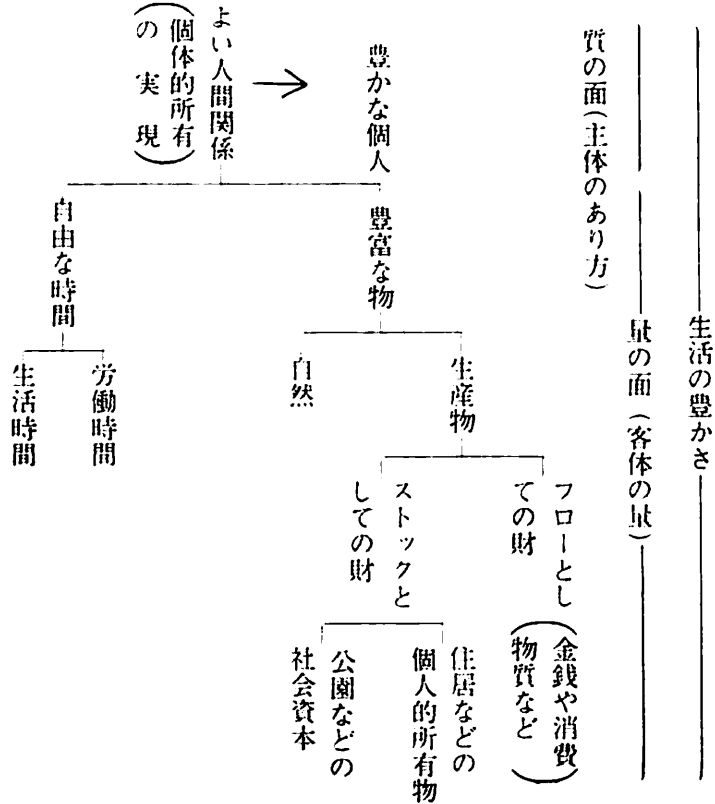 生活の豊かさ
質の面(主体のあり方)
量の面(客体の量)
豊かな個人
よい人間関係
(個体的所有
の実現)
豊富な物
自由な時間
生産物
自然
労働時間
生活時間
フローとし
ての財
(金銭や消費
物質など)
ストックと
しての財
住居などの
個人的所有物
公園などの
社会資本